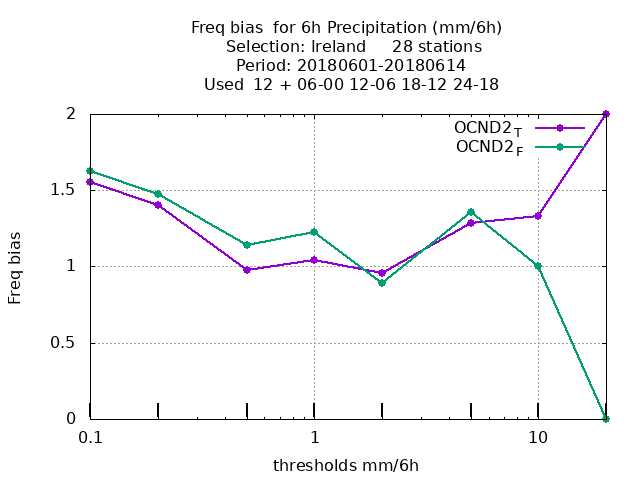 Freq bias  for 6h Precipitation (mm/6h)
Selection: Ireland     28 stations
Period: 20180601-20180614
Used  12 + 06-00 12-06 18-12 24-18
OCND2T
OCND2F
2
1.5
1
0.5
0
Freq bias
0.1
1
10
thresholds mm/6h